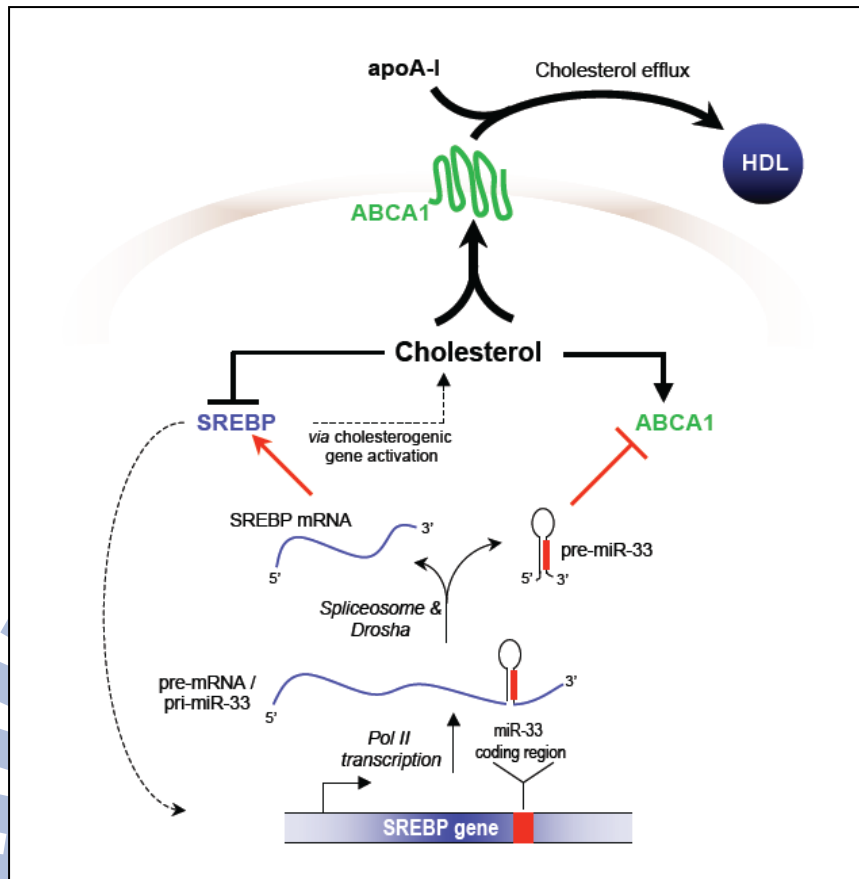 apoA-I
Cholesterol efflux
HDL
ABCA1
Cholesterol
SREBP
via cholesterogenic
gene activation
ABCA1
SREBP mRNA
3’
5’
pre-miR-33
5’ 3’
Spliceosome &
Drosha
pre-mRNA /
pri-miR-33
3’
5’
Pol II
transcription
miR-33
coding region
SREBP gene